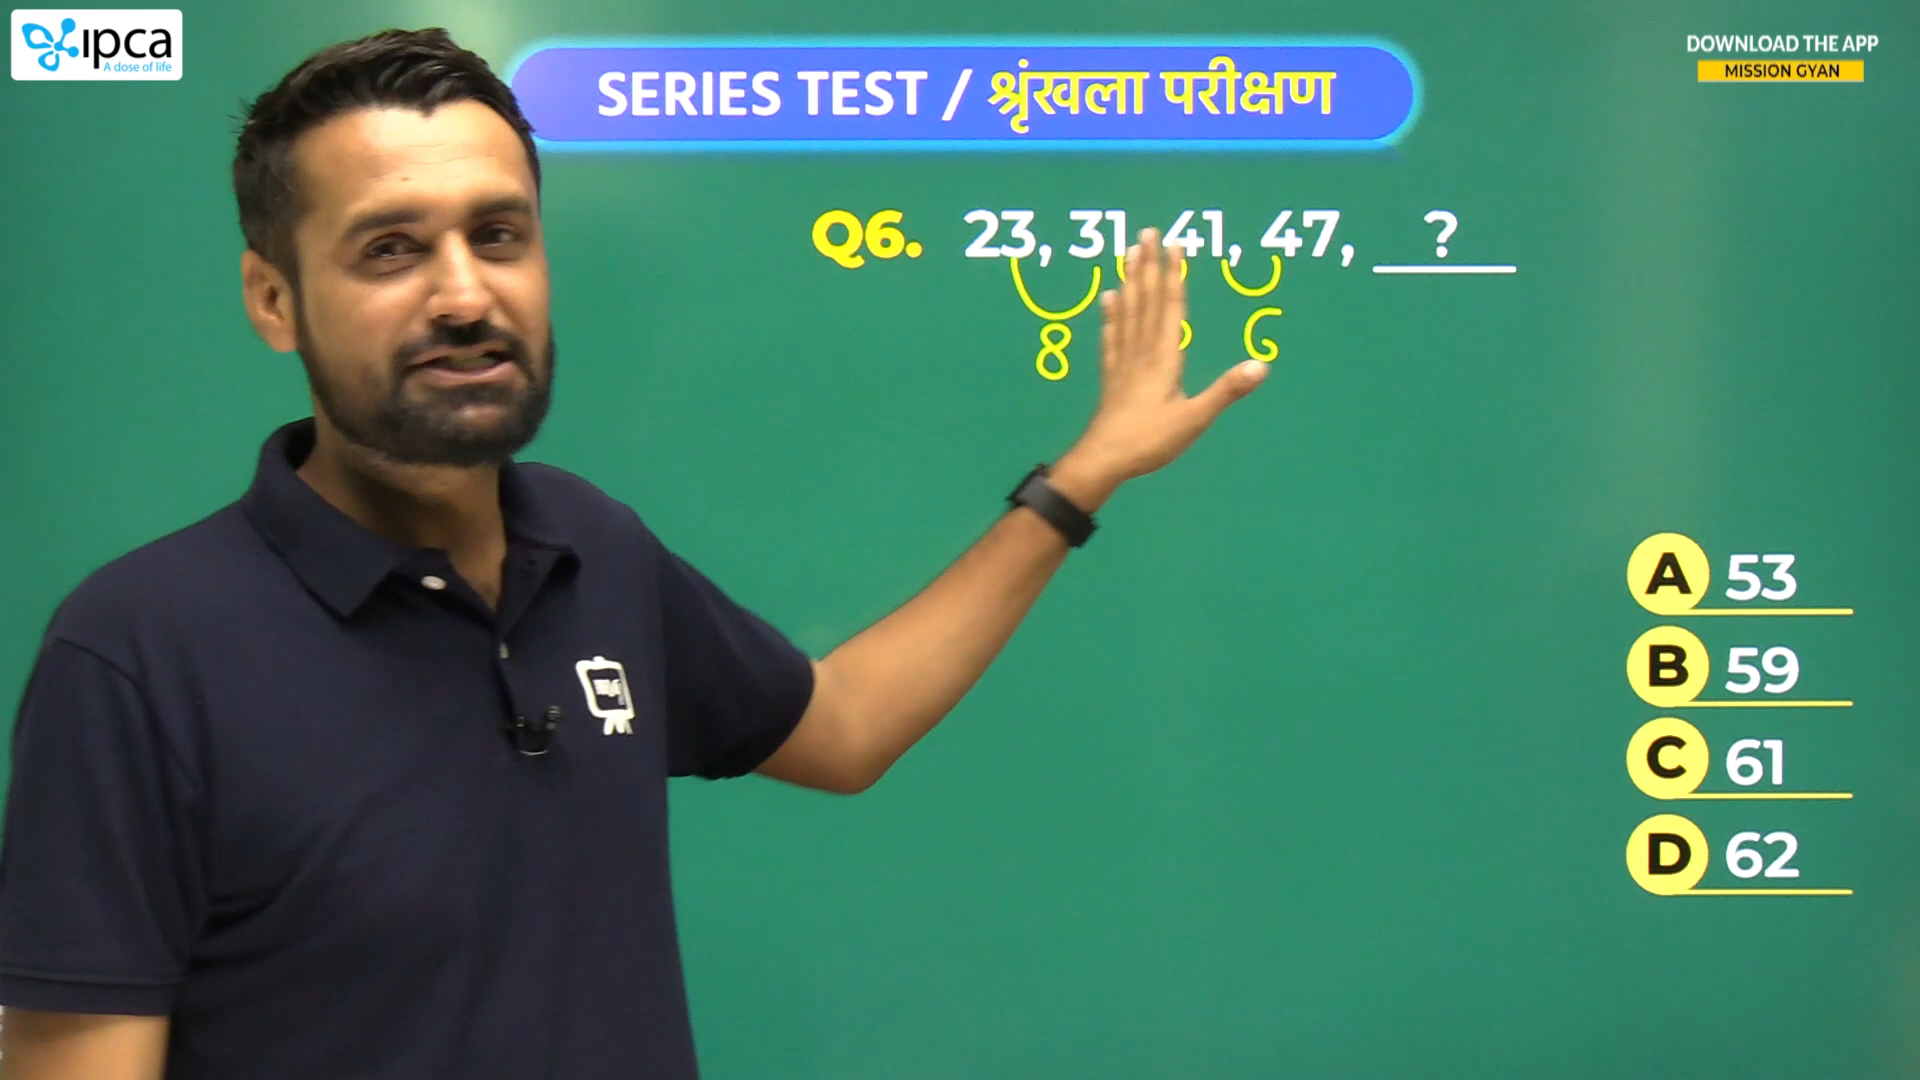 ipca
A dose of life
DOWNLOAD THE APP
MISSION GYAN
SERIES TEST / श्रृंखला परीक्षण
Q6. 23, 31, 41, 47, ?
8 6
A 53
B 59
C 61
D 62